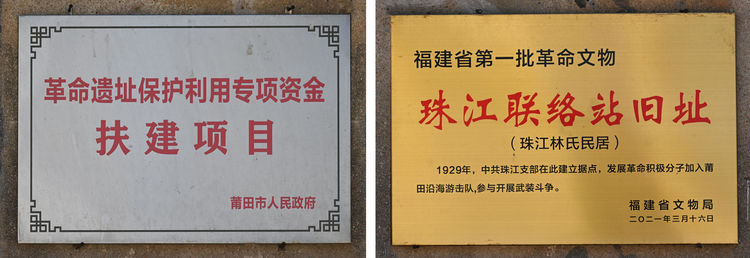 革命遗址保护利用专项资金
扶建项目
莆田市人民政府
福建省第一批革命文物
珠江联络站旧址
（珠江林氏民居）
1929年，中共珠江支部在此建立据点，发展革命积极分子加入莆
田沿海游击队,参与开展武装斗争。
福建省文物局
二〇二一年三月十六日